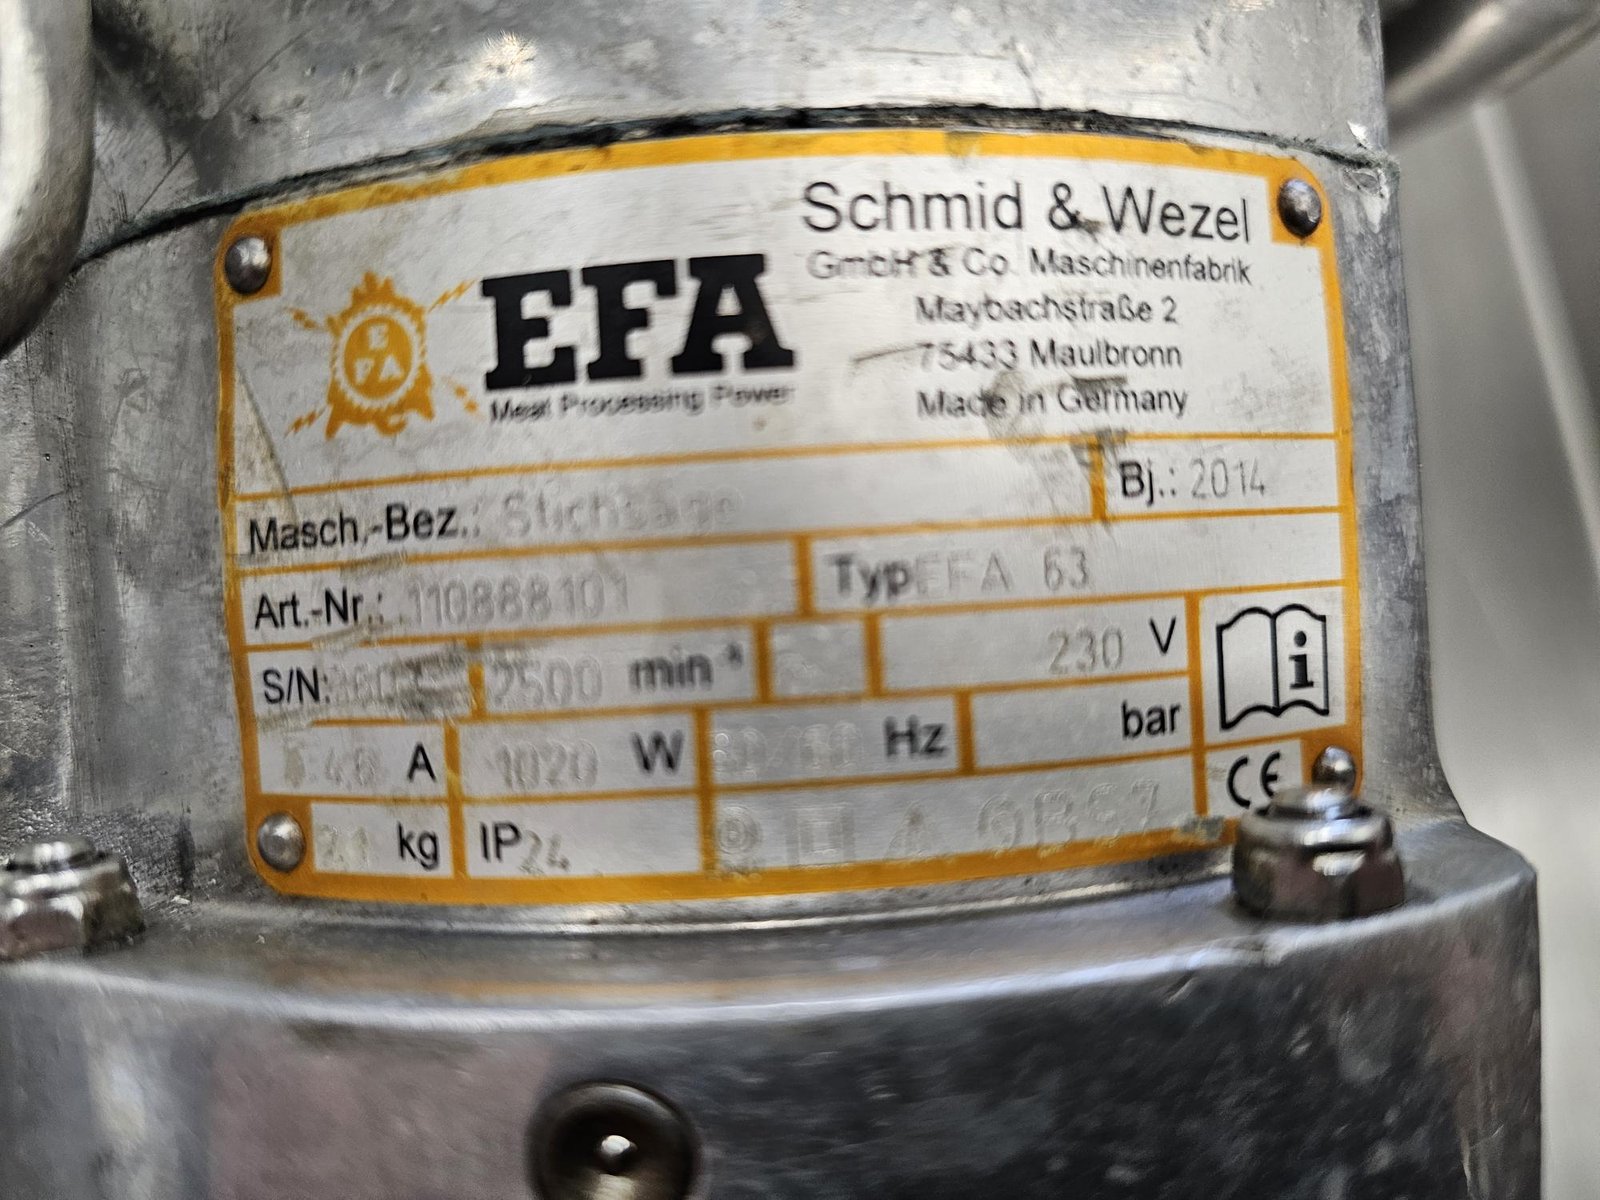 Schmid & Wezel
GmbH & Co. Maschinenfabrik
Maybachstraße 2
75433 Maulbronn
Made in Germany
EFA
EFA
Meat Processing Power
Masch.-Bez.: Stichsäge
Bj.: 2014
Art.-Nr.: 110888101
Typ EFA 63
S/N:
2500 min⁻¹
230 V
A
1020 W
Hz
bar
kg
IP24
CE